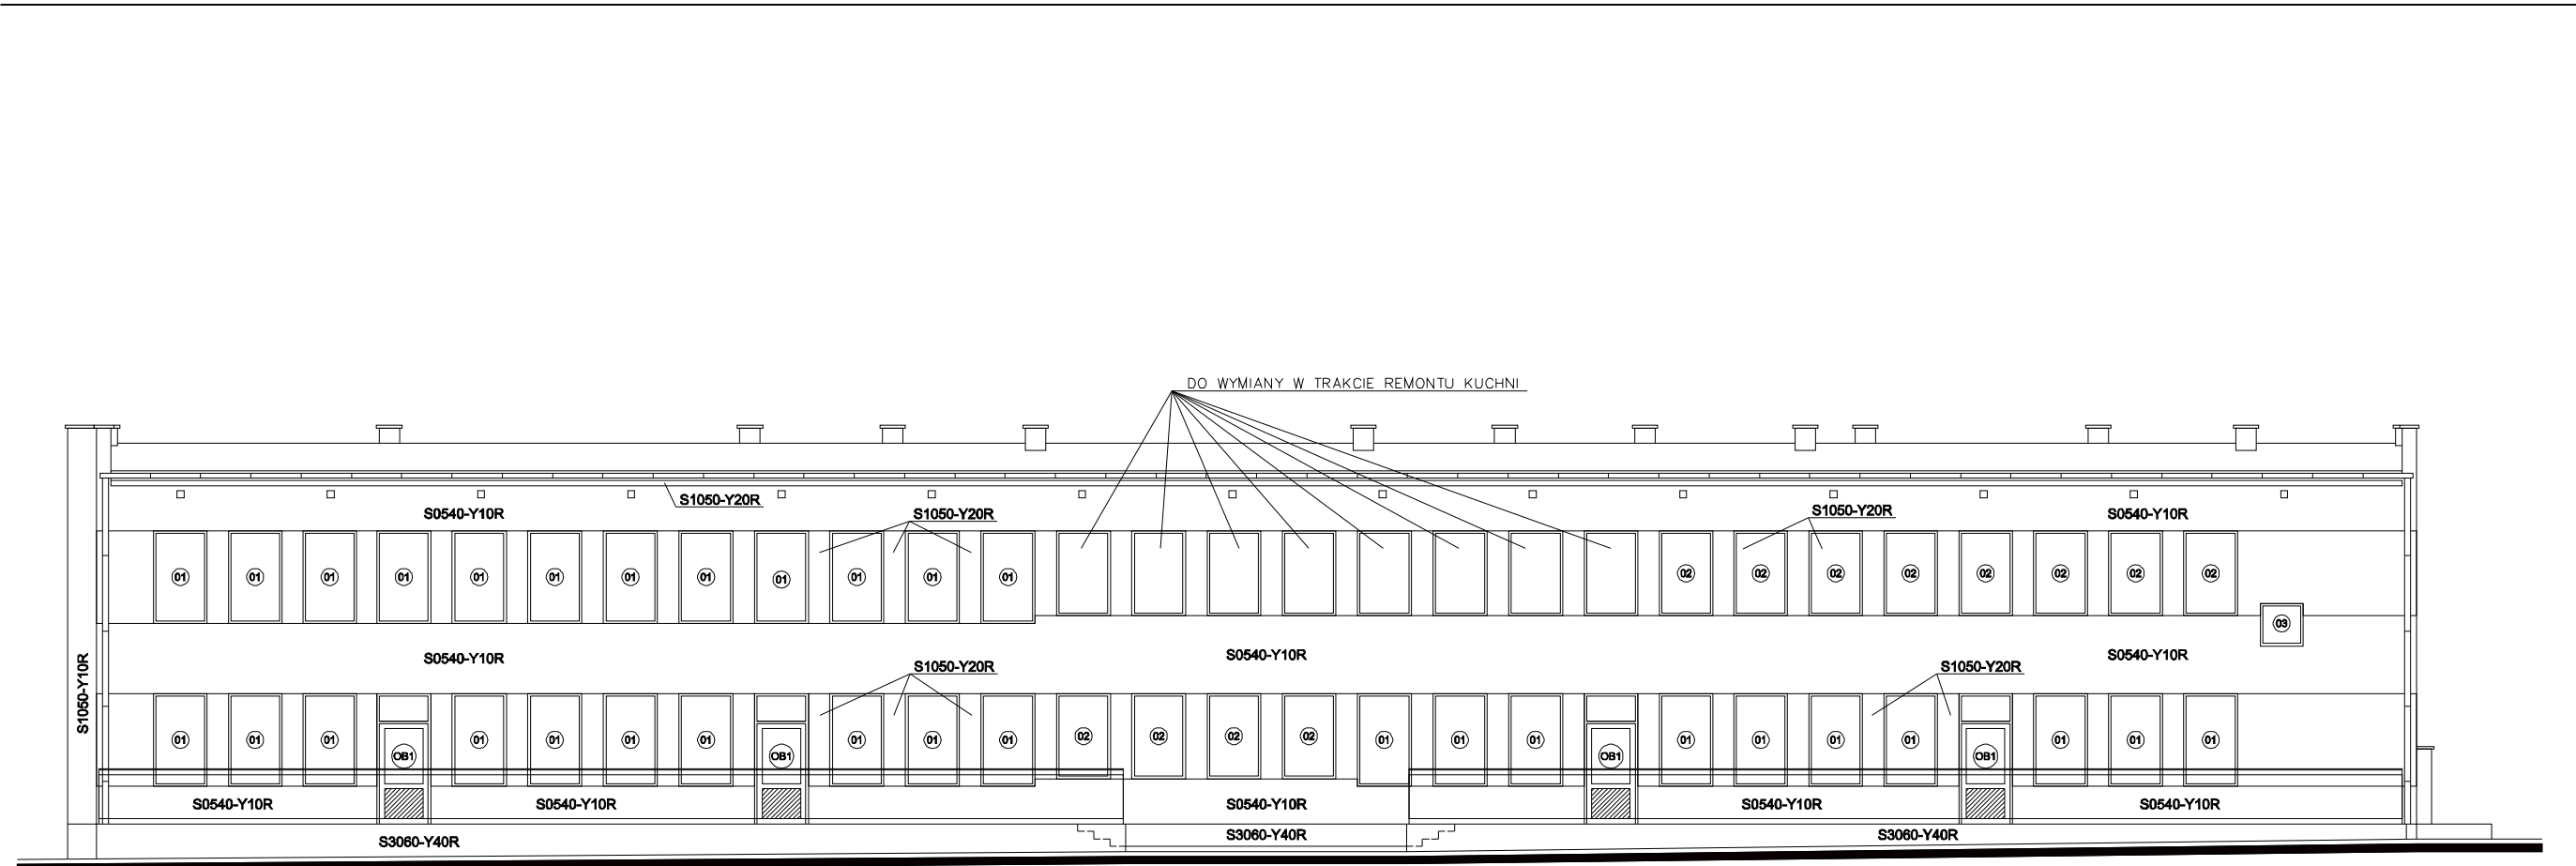 DO WYMIANY W TRAKCIE REMONTU KUCHNI
S1050-Y20R
S0540-Y10R
S1050-Y20R
S1050-Y20R
S0540-Y10R
01 01 01 01 01 01 01 01 01 01 01 01 02 02 02 02 02 02 02 02
03
S1050-Y10R
S0540-Y10R
S0540-Y10R
S0540-Y10R
S1050-Y20R
S1050-Y20R
01 01 01 01 01 01 01 01 01 01 02 02 02 02 01 01 01 01 01 01 01 01 01 01
OB1 OB1 OB1 OB1
S0540-Y10R S0540-Y10R S0540-Y10R S0540-Y10R S0540-Y10R
S3060-Y40R S3060-Y40R S3060-Y40R